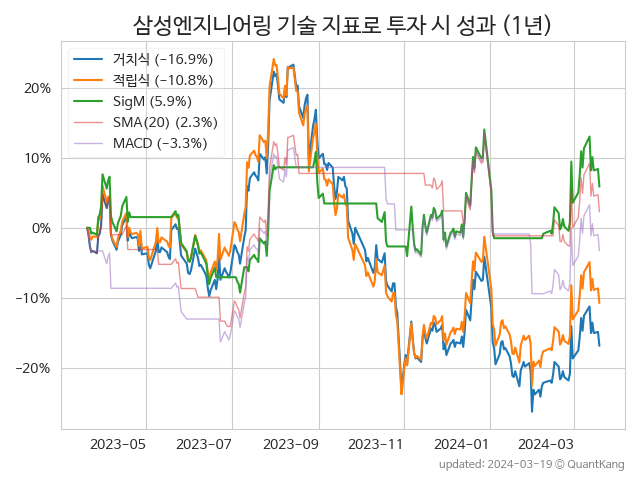 삼성엔지니어링 기술 지표로 투자 시 성과 (1년)
거치식 (-16.9%)
적립식 (-10.8%)
SigM (5.9%)
SMA(20) (2.3%)
MACD (-3.3%)
20%
10%
0%
-10%
-20%
2023-05 2023-07 2023-09 2023-11 2024-01 2024-03
updated: 2024-03-19 © QuantKang